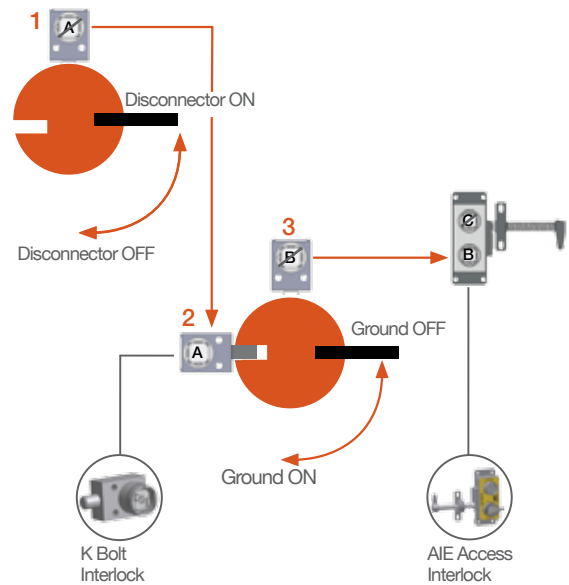 1
A
Disconnector ON
Disconnector OFF
3
B
C
B
2
A
Ground OFF
Ground ON
K Bolt
Interlock
AIE Access
Interlock